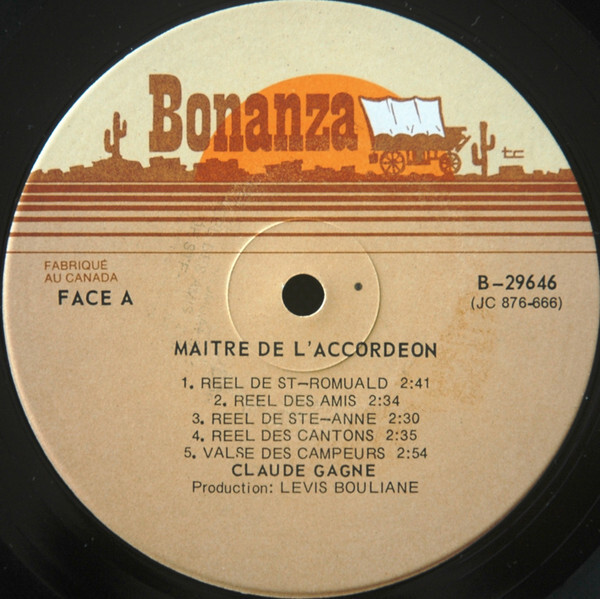 Bonanza
tc
FABRIQUÉ
AU CANADA
FACE A
B-29646
(JC 876-666)
MAITRE DE L'ACCORDEON
1. REEL DE ST-ROMUALD 2:41
2. REEL DES AMIS 2:34
3. REEL DE STE-ANNE 2:30
4. REEL DES CANTONS 2:35
5. VALSE DES CAMPEURS 2:54
CLAUDE GAGNE
Production: LEVIS BOULIANE